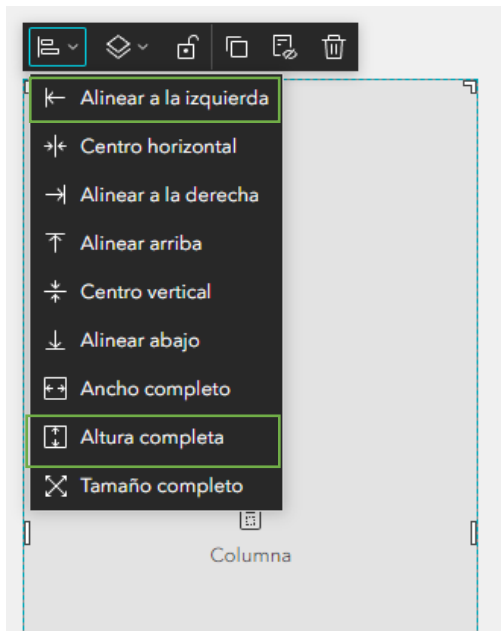 Alinear a la izquierda
Centro horizontal
Alinear a la derecha
Alinear arriba
Centro vertical
Alinear abajo
Ancho completo
Altura completa
Tamaño completo
Columna